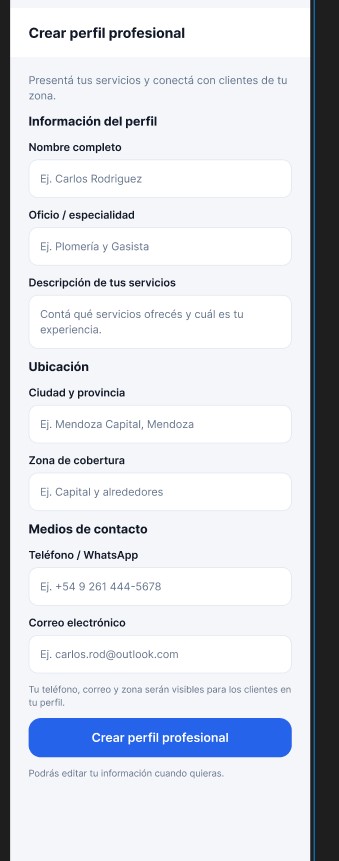 Crear perfil profesional
Presentá tus servicios y conectá con clientes de tu
zona.
Información del perfil
Nombre completo
Ej. Carlos Rodriguez
Oficio / especialidad
Ej. Plomería y Gasista
Descripción de tus servicios
Contá qué servicios ofrecés y cuál es tu
experiencia.
Ubicación
Ciudad y provincia
Ej. Mendoza Capital, Mendoza
Zona de cobertura
Ej. Capital y alrededores
Medios de contacto
Teléfono / WhatsApp
Ej. +54 9 261 444-5678
Correo electrónico
Ej. carlos.rod@outlook.com
Tu teléfono, correo y zona serán visibles para los clientes en
tu perfil.
Crear perfil profesional
Podrás editar tu información cuando quieras.